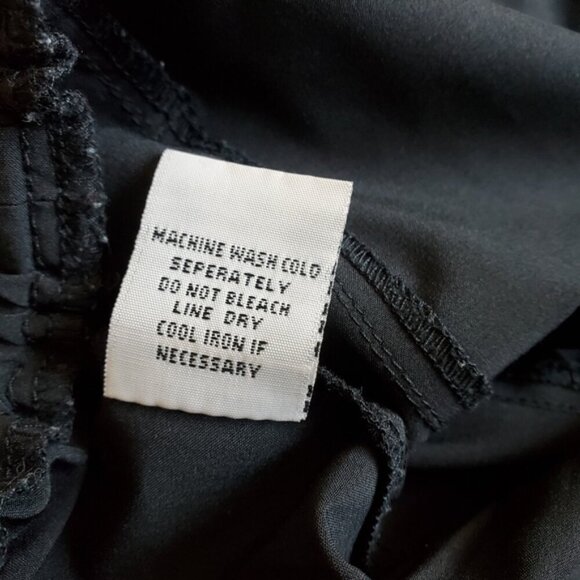 MACHINE WASH COLD
SEPERATELY
DO NOT BLEACH
LINE DRY
COOL IRON IF
NECESSARY